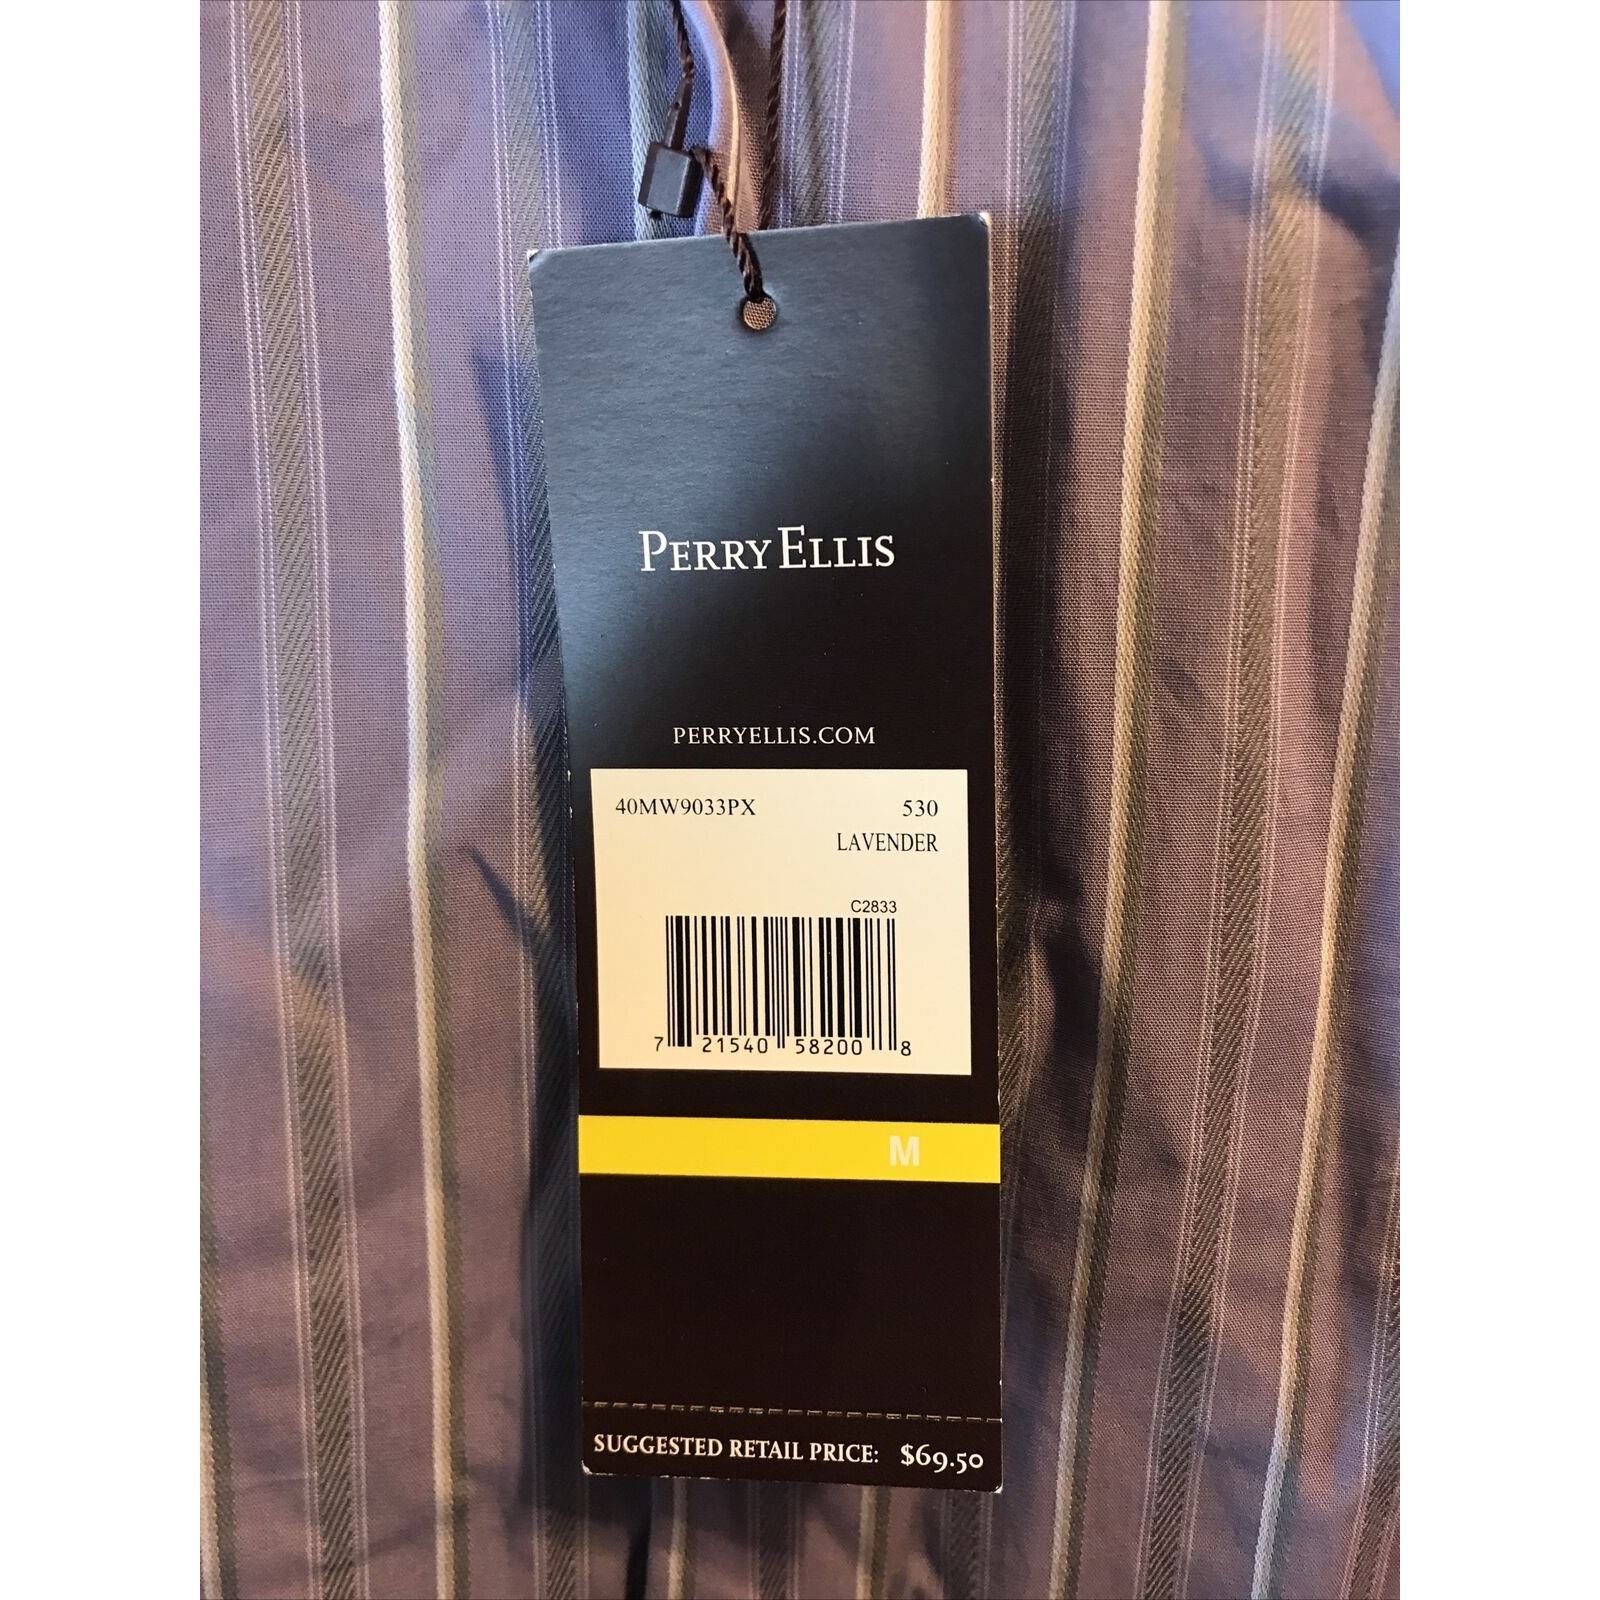 PERRY ELLIS
PERRYELLIS.COM
40MW9033PX 530
LAVENDER
C2833
7 21540 58200 8
M
SUGGESTED RETAIL PRICE: $69.50